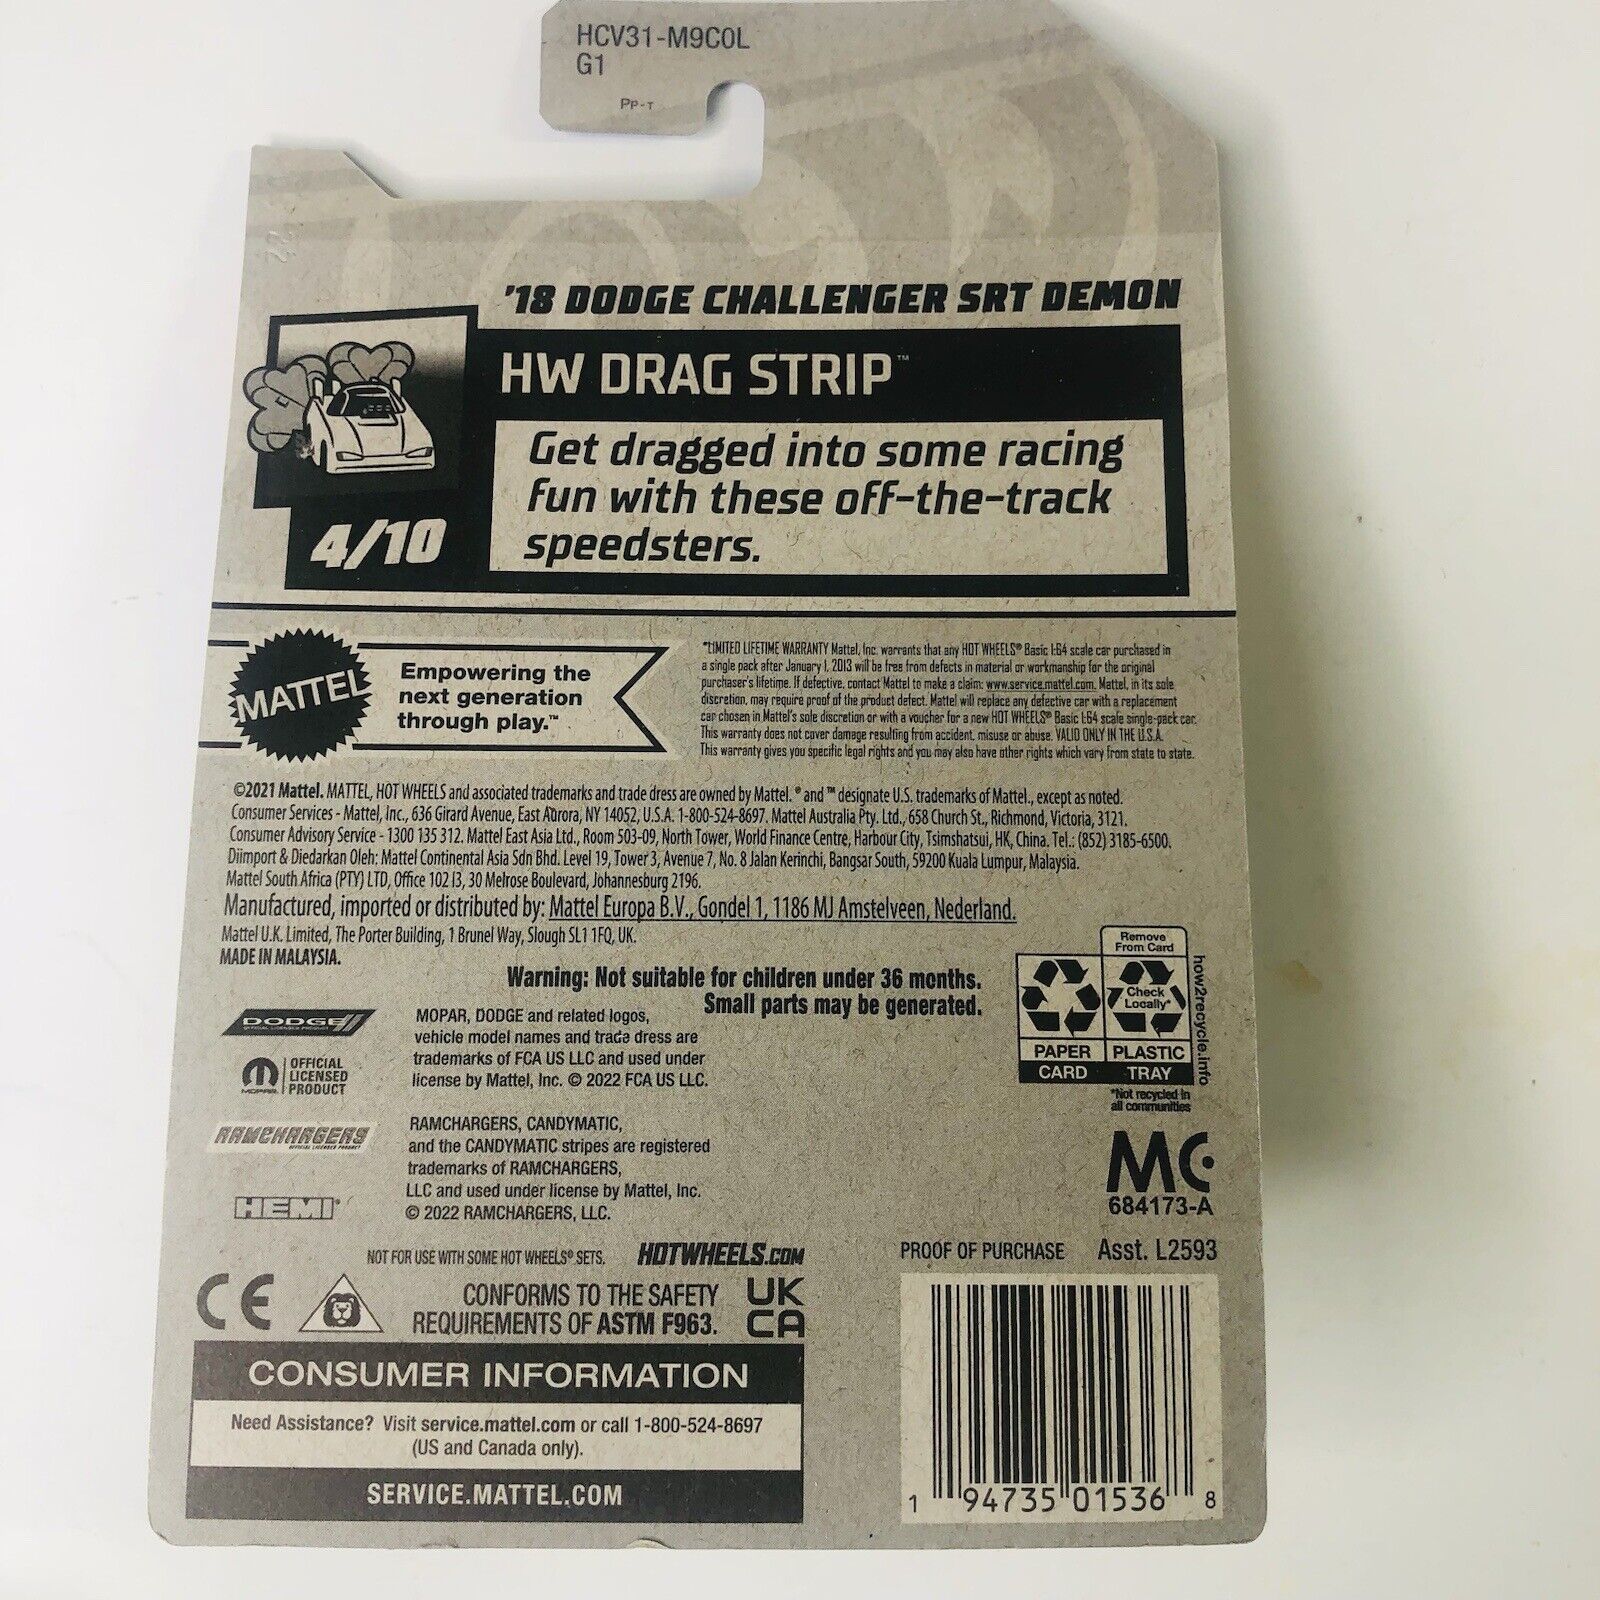 HCV31-M9C0L
G1
PP-T
'18 DODGE CHALLENGER SRT DEMON
HW DRAG STRIP™
Get dragged into some racing
fun with these off-the-track
speedsters.
4/10
MATTEL
Empowering the
next generation
through play.™
*LIMITED LIFETIME WARRANTY Mattel, Inc. warrants that any HOT WHEELS® Basic 1:64 scale car purchased in
a single pack after January 1, 2013 will be free from defects in material or workmanship for the original
purchaser's lifetime. If defective, contact Mattel to make a claim: www.service.mattel.com. Mattel, in its sole
discretion, may require proof of the product defect. Mattel will replace any defective car with a replacement
car chosen in Mattel's sole discretion or with a voucher for a new HOT WHEELS® Basic 1:64 scale single-pack car.
This warranty does not cover damage resulting from accident, misuse or abuse. VALID ONLY IN THE U.S.A.
This warranty gives you specific legal rights and you may also have other rights which vary from state to state.
©2021 Mattel. MATTEL, HOT WHEELS and associated trademarks and trade dress are owned by Mattel. ® and ™ designate U.S. trademarks of Mattel., except as noted.
Consumer Services - Mattel, Inc., 636 Girard Avenue, East Aurora, NY 14052, U.S.A. 1-800-524-8697. Mattel Australia Pty. Ltd., 658 Church St., Richmond, Victoria, 3121.
Consumer Advisory Service - 1300 135 312. Mattel East Asia Ltd., Room 503-09, North Tower, World Finance Centre, Harbour City, Tsimshatsui, HK, China. Tel.: (852) 3185-6500.
Diimport & Diedarkan Oleh: Mattel Continental Asia Sdn Bhd. Level 19, Tower 3, Avenue 7, No. 8 Jalan Kerinchi, Bangsar South, 59200 Kuala Lumpur, Malaysia.
Mattel South Africa (PTY) LTD, Office 102 I3, 30 Melrose Boulevard, Johannesburg 2196.
Manufactured, imported or distributed by: Mattel Europa B.V., Gondel 1, 1186 MJ Amstelveen, Nederland.
Mattel U.K. Limited, The Porter Building, 1 Brunel Way, Slough SL1 1FQ, UK.
MADE IN MALAYSIA.
Warning: Not suitable for children under 36 months.
Small parts may be generated.
Remove
From Card
Check
Locally*
PAPER
CARD
PLASTIC
TRAY
how2recycle.info
*Not recycled in
all communities
DODGE
OFFICIAL LICENSED PRODUCT
MOPAR
OFFICIAL
LICENSED
PRODUCT
MOPAR, DODGE and related logos,
vehicle model names and trade dress are
trademarks of FCA US LLC and used under
license by Mattel, Inc. © 2022 FCA US LLC.
RAMCHARGERS
OFFICIAL LICENSED PRODUCT
RAMCHARGERS, CANDYMATIC,
and the CANDYMATIC stripes are registered
trademarks of RAMCHARGERS,
LLC and used under license by Mattel, Inc.
© 2022 RAMCHARGERS, LLC.
HEMI®
MC
684173-A
NOT FOR USE WITH SOME HOT WHEELS® SETS.
HOTWHEELS.COM
PROOF OF PURCHASE
Asst. L2593
CE
CONFORMS TO THE SAFETY
REQUIREMENTS OF ASTM F963.
UK
CA
CONSUMER INFORMATION
Need Assistance? Visit service.mattel.com or call 1-800-524-8697
(US and Canada only).
SERVICE.MATTEL.COM
1 94735 01536 8